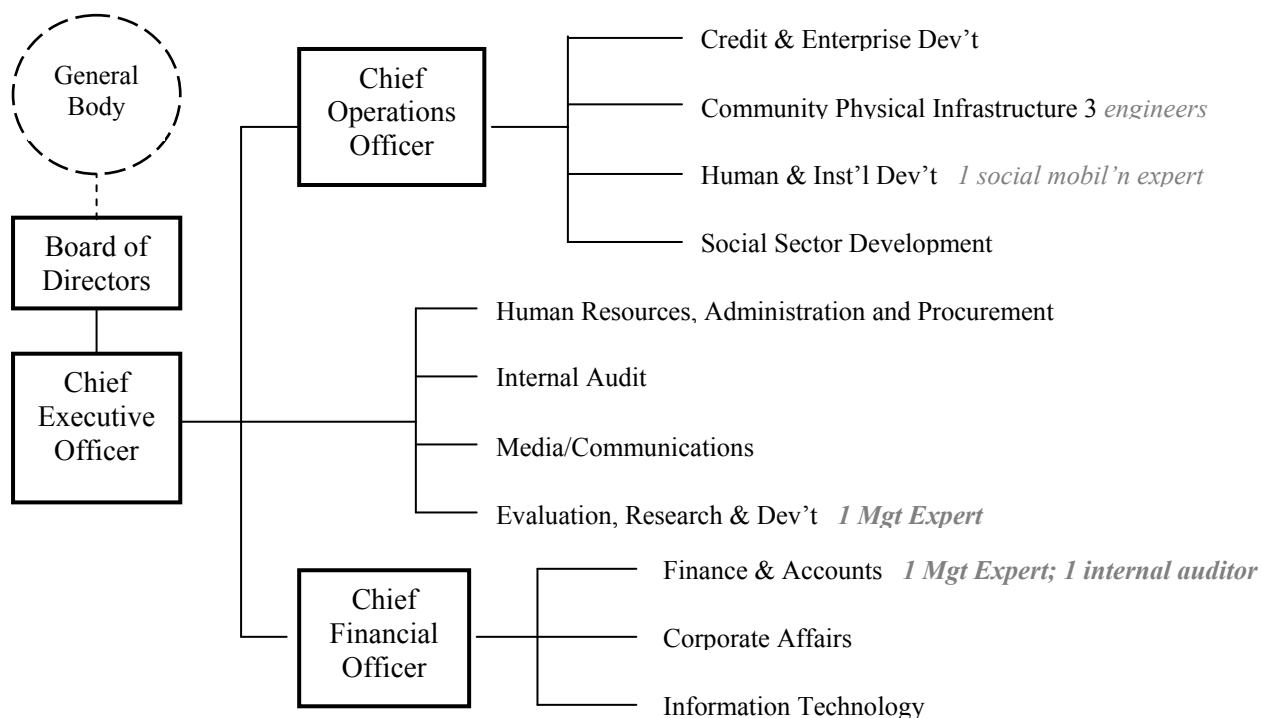 General
Body
Board of
Directors
Chief
Executive
Officer
Chief
Operations
Officer
Credit & Enterprise Dev’t
Community Physical Infrastructure 3 engineers
Human & Inst’l Dev’t 1 social mobil’n expert
Social Sector Development
Human Resources, Administration and Procurement
Internal Audit
Media/Communications
Evaluation, Research & Dev’t 1 Mgt Expert
Chief
Financial
Officer
Finance & Accounts 1 Mgt Expert; 1 internal auditor
Corporate Affairs
Information Technology